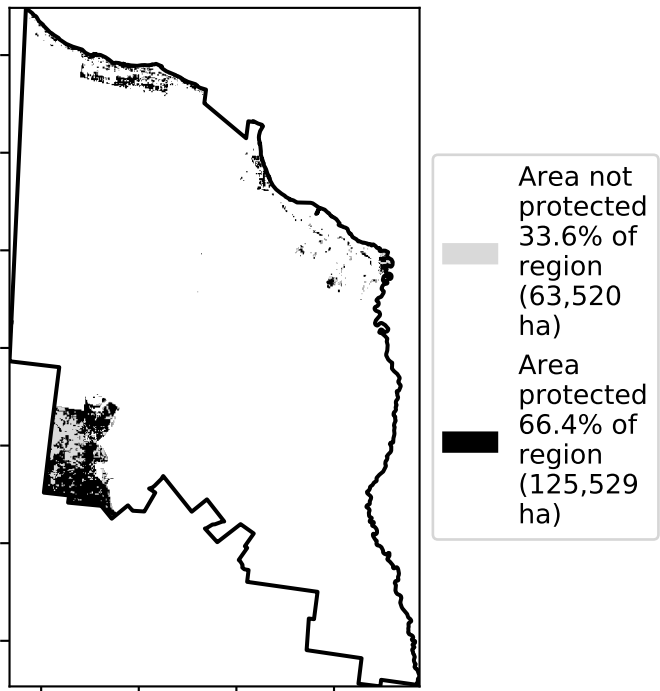 Area not
protected
33.6% of
region
(63,520
ha)
Area
protected
66.4% of
region
(125,529
ha)